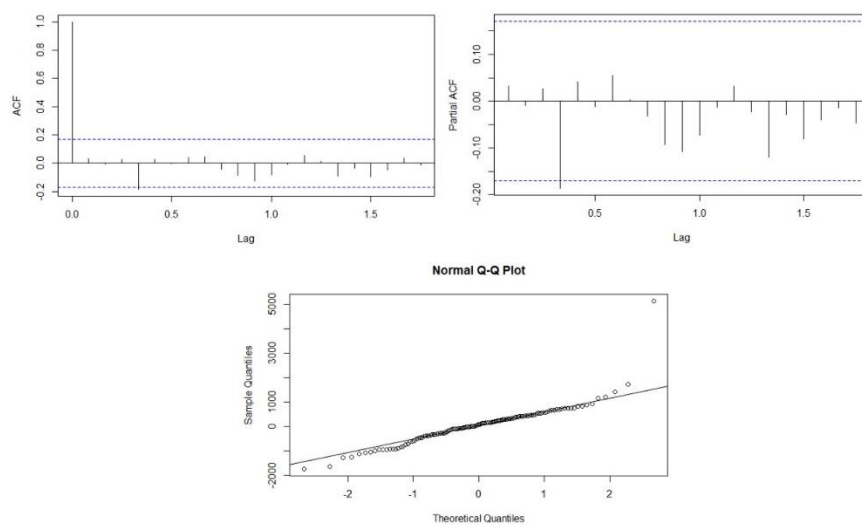 ACF
1.0
0.8
0.6
0.4
0.2
0.0
-0.2
0.0 0.5 1.0 1.5
Lag
Partial ACF
0.10
0.00
-0.10
-0.20
0.5 1.0 1.5
Lag
Normal Q-Q Plot
Sample Quantiles
5000
3000
1000
0
-2000
-2 -1 0 1 2
Theoretical Quantiles